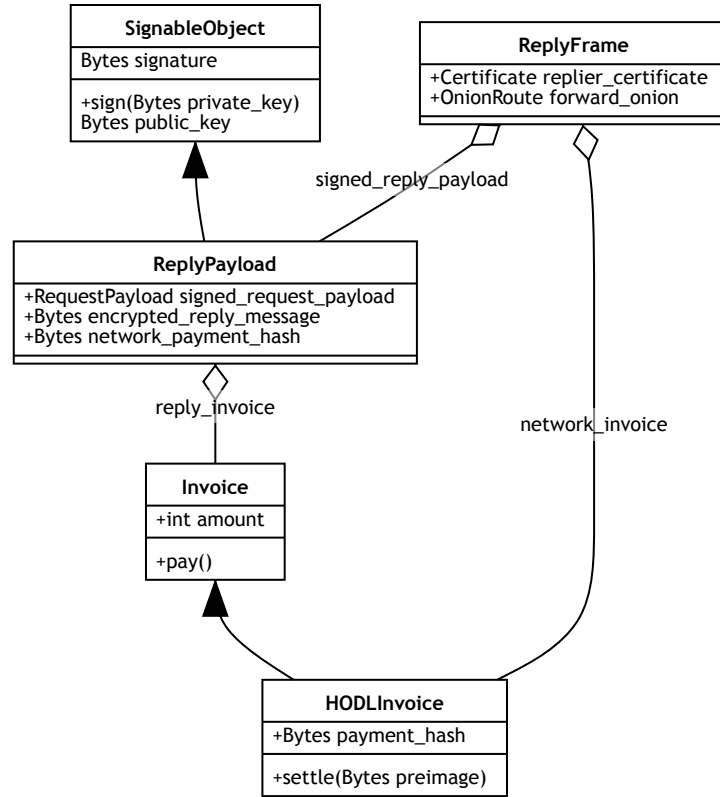 SignableObject
Bytes signature
+sign(Bytes private_key)
Bytes public_key
ReplyFrame
+Certificate replier_certificate
+OnionRoute forward_onion
signed_reply_payload
ReplyPayload
+RequestPayload signed_request_payload
+Bytes encrypted_reply_message
+Bytes network_payment_hash
reply_invoice
network_invoice
Invoice
+int amount
+pay()
HODLInvoice
+Bytes payment_hash
+settle(Bytes preimage)